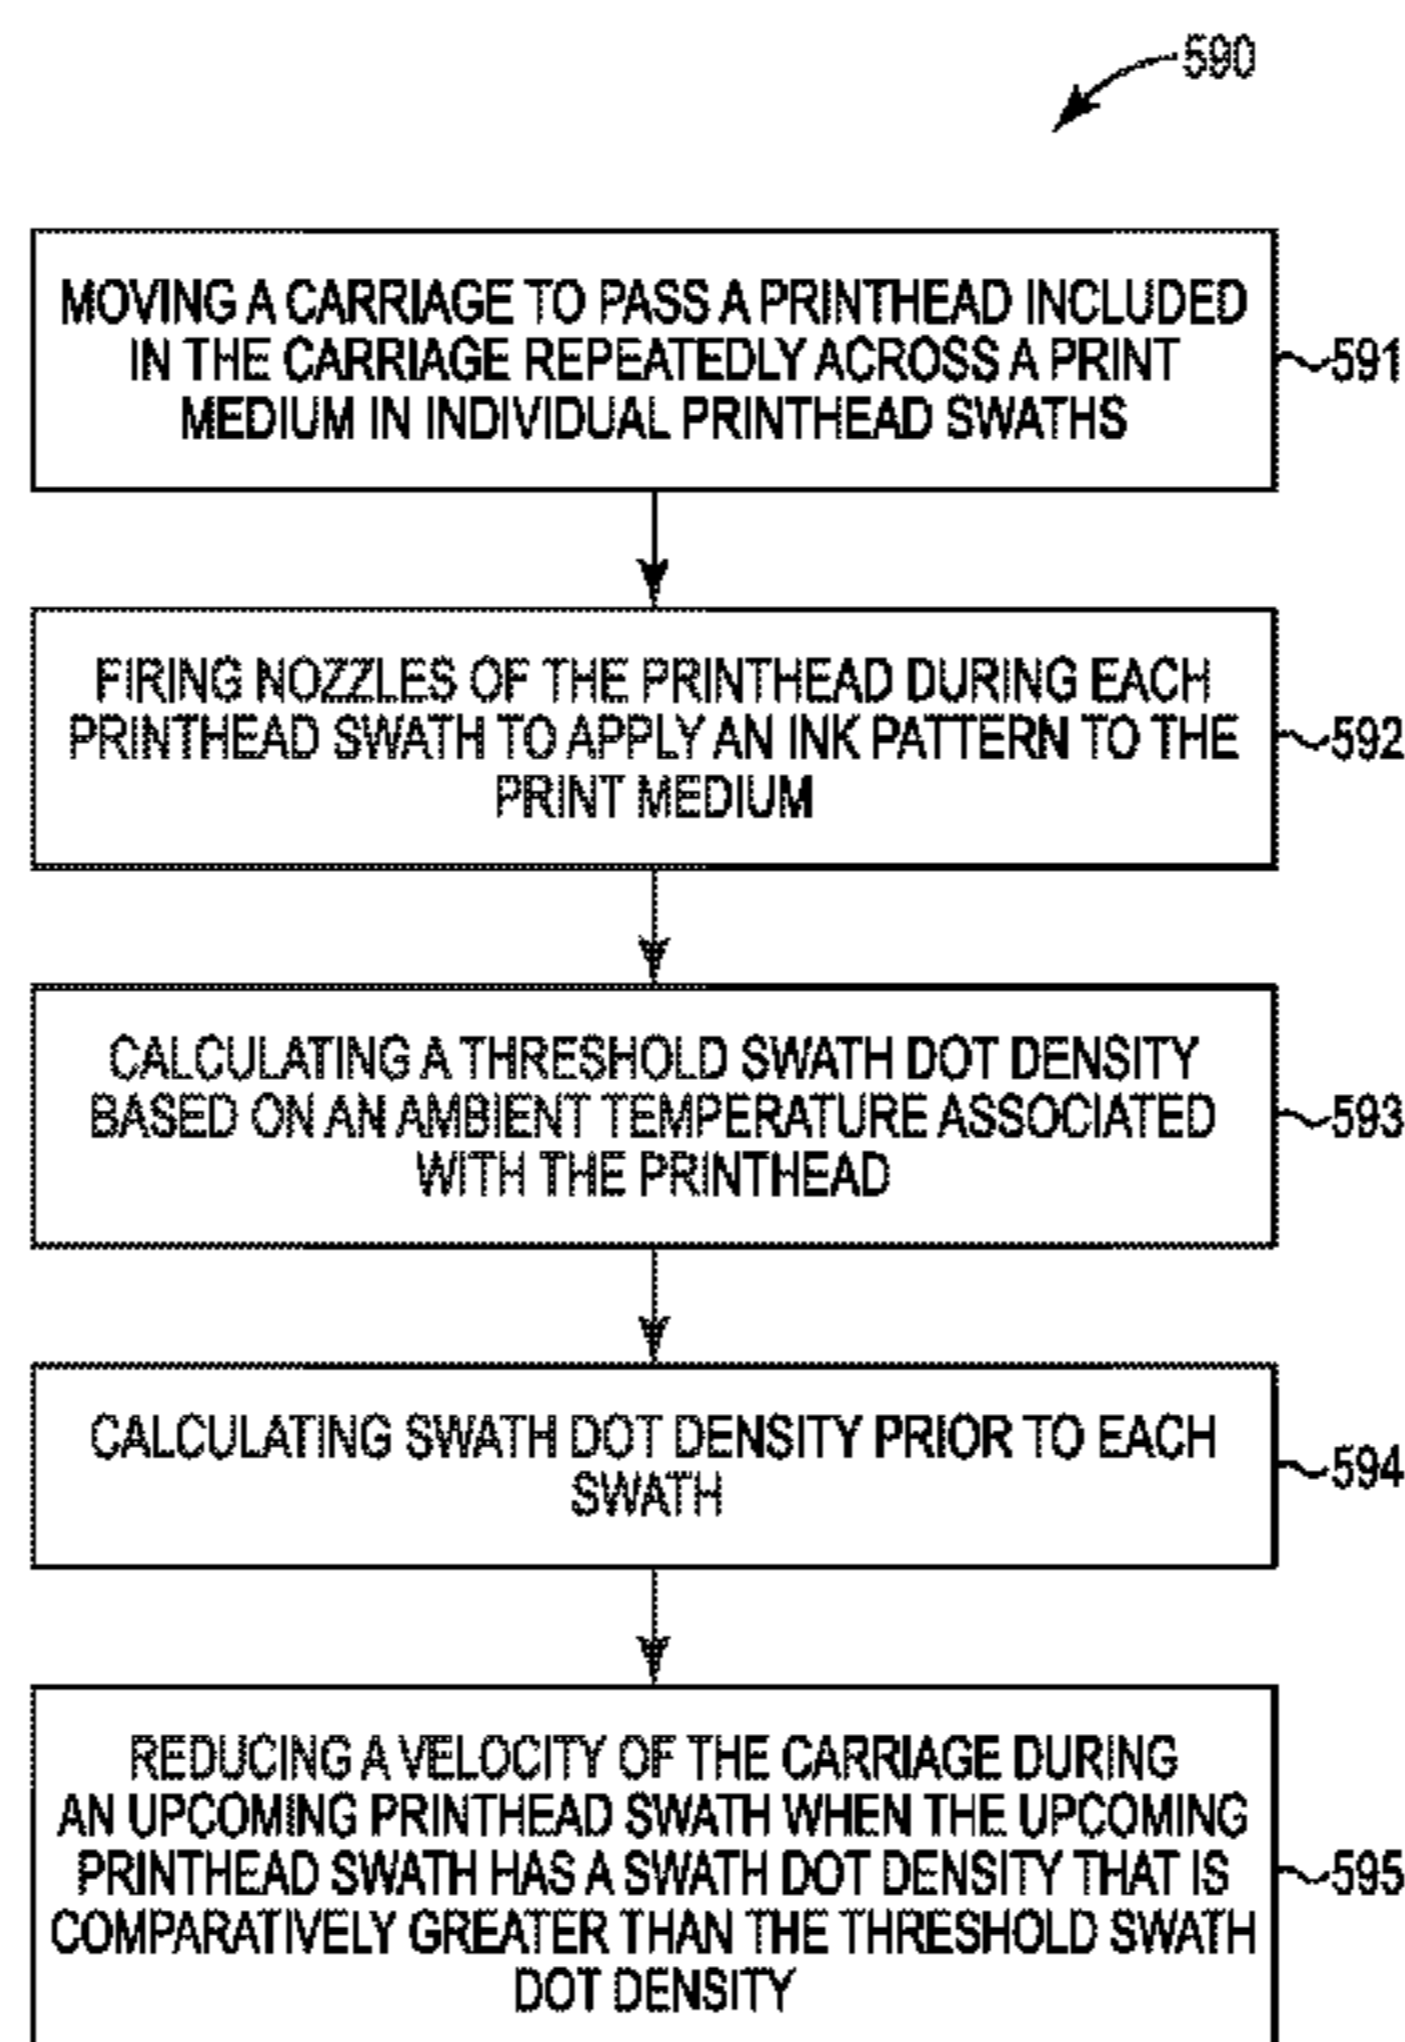 590
MOVING A CARRIAGE TO PASS A PRINTHEAD INCLUDED
IN THE CARRIAGE REPEATEDLY ACROSS A PRINT
MEDIUM IN INDIVIDUAL PRINTHEAD SWATHS
591
FIRING NOZZLES OF THE PRINTHEAD DURING EACH
PRINTHEAD SWATH TO APPLY AN INK PATTERN TO THE
PRINT MEDIUM
592
CALCULATING A THRESHOLD SWATH DOT DENSITY
BASED ON AN AMBIENT TEMPERATURE ASSOCIATED
WITH THE PRINTHEAD
593
CALCULATING SWATH DOT DENSITY PRIOR TO EACH
SWATH
594
REDUCING A VELOCITY OF THE CARRIAGE DURING
AN UPCOMING PRINTHEAD SWATH WHEN THE UPCOMING
PRINTHEAD SWATH HAS A SWATH DOT DENSITY THAT IS
COMPARATIVELY GREATER THAN THE THRESHOLD SWATH
DOT DENSITY
595